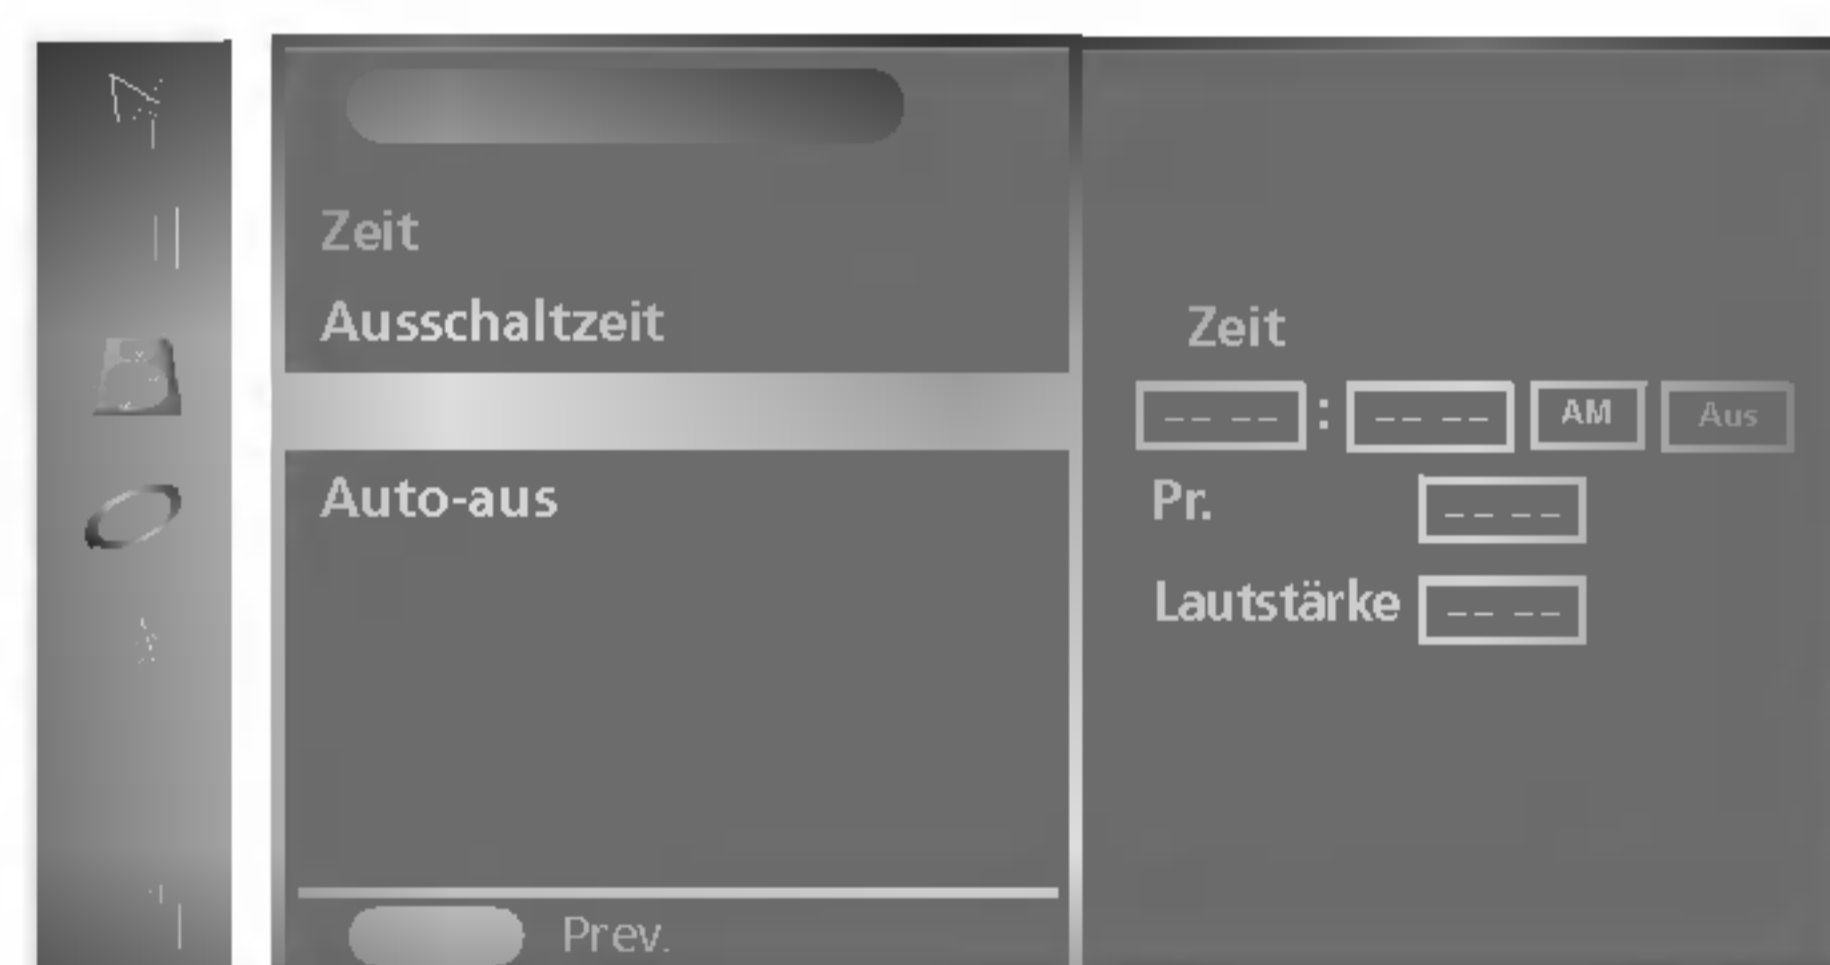 Zeit
Ausschaltzeit
Auto-aus
Prev.
Zeit
-- -- : -- -- AM Aus
Pr. -- --
Lautstärke -- --